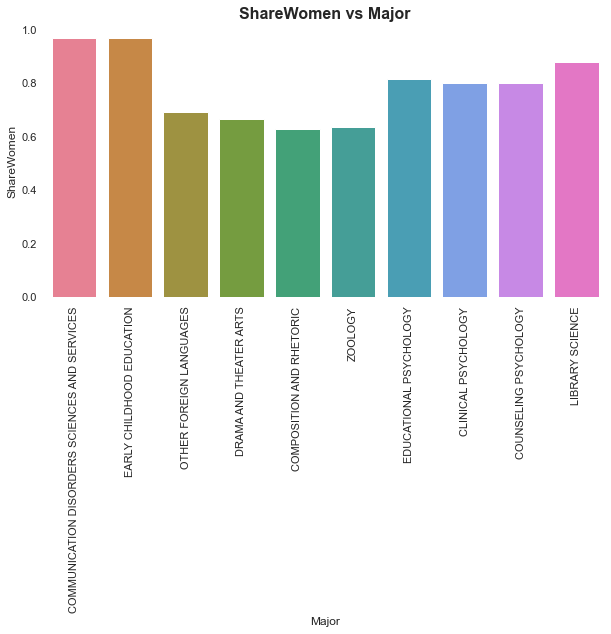 ShareWomen vs Major
1.0
0.8
0.6
0.4
0.2
0.0
ShareWomen
COMMUNICATION DISORDERS SCIENCES AND SERVICES
EARLY CHILDHOOD EDUCATION
OTHER FOREIGN LANGUAGES
DRAMA AND THEATER ARTS
COMPOSITION AND RHETORIC
ZOOLOGY
EDUCATIONAL PSYCHOLOGY
CLINICAL PSYCHOLOGY
COUNSELING PSYCHOLOGY
LIBRARY SCIENCE
Major